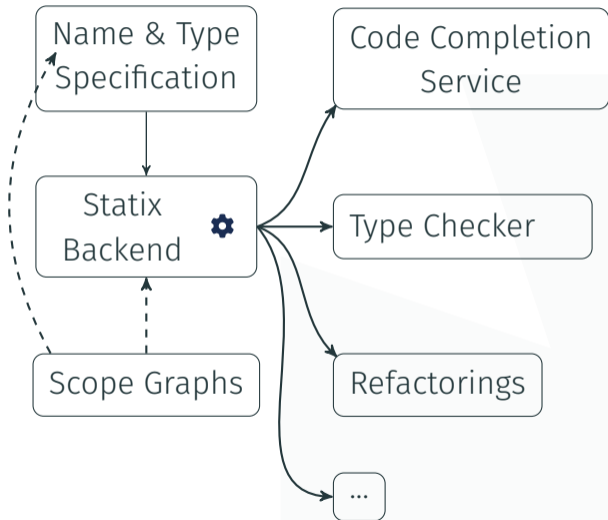 Name & Type
Specification
Code Completion
Service
Statix
Backend
Type Checker
Scope Graphs
Refactorings
...